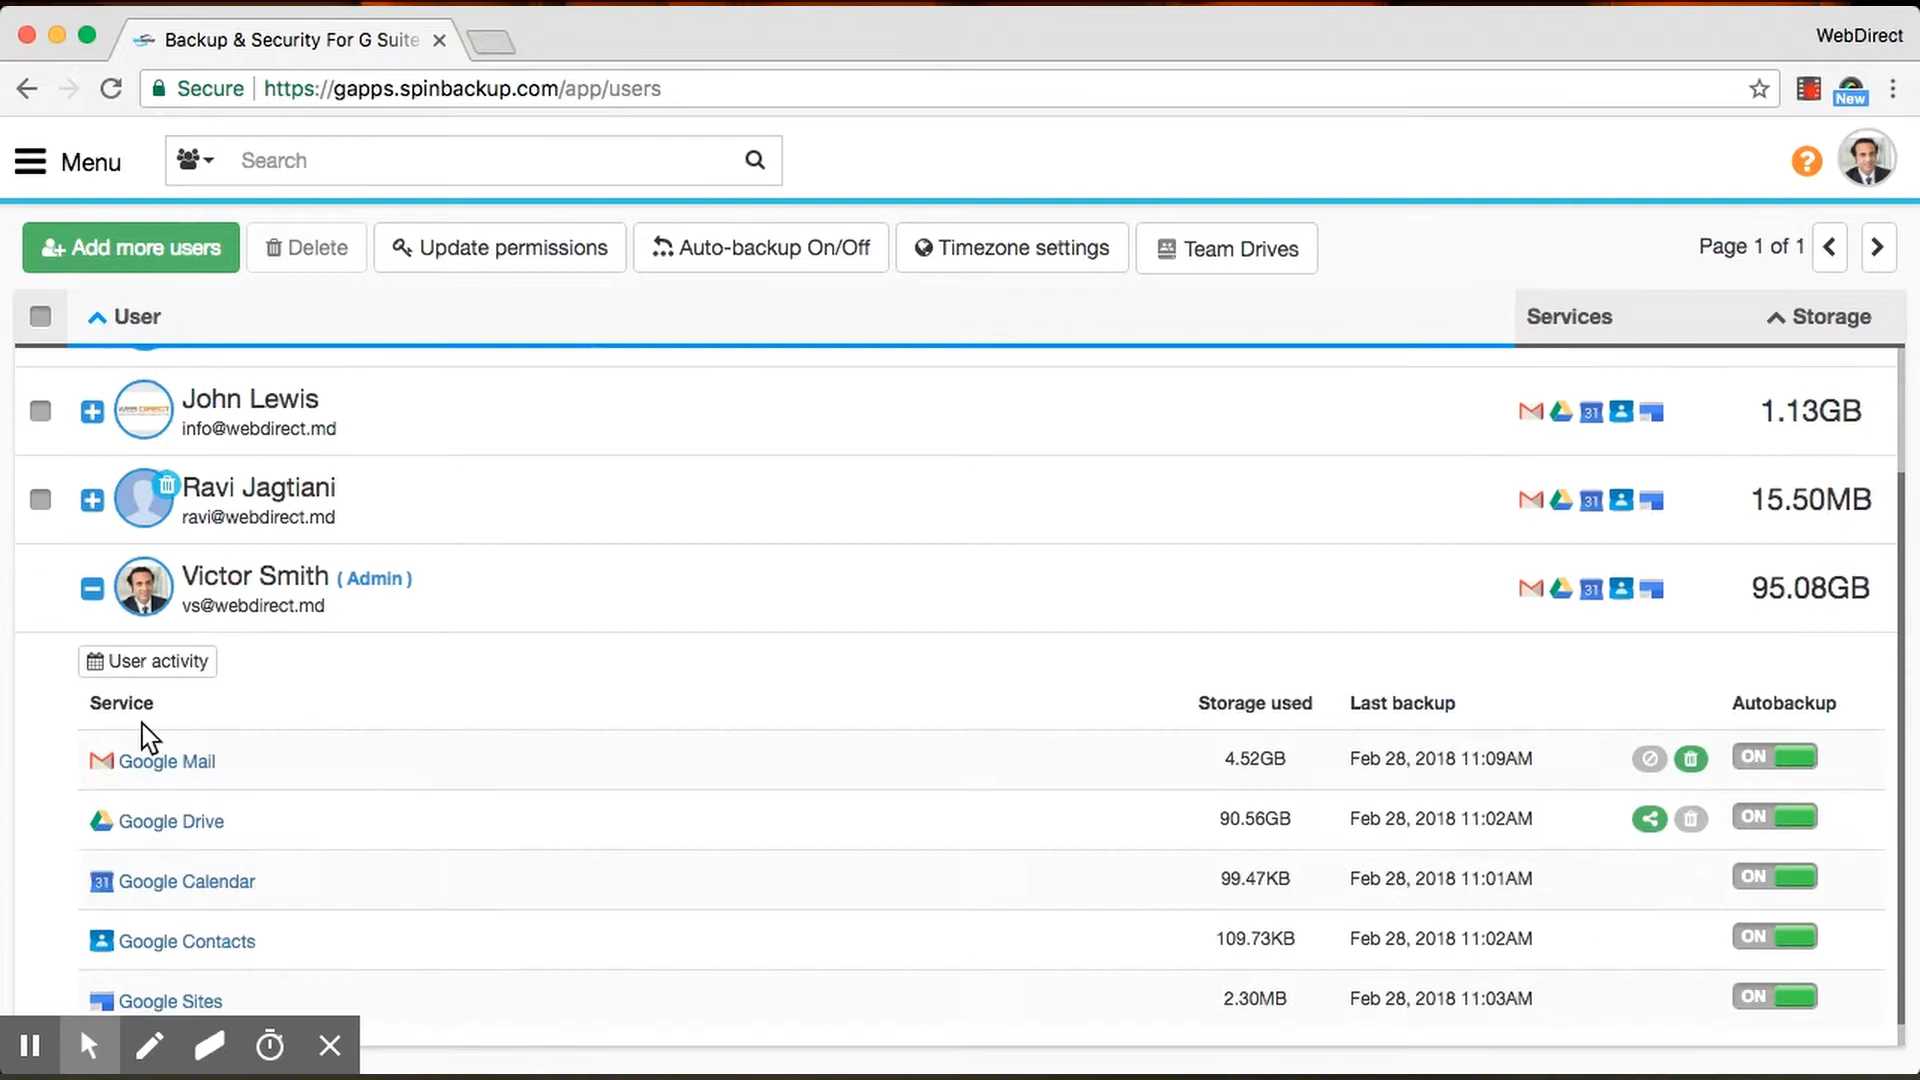 Backup & Security For G Suite
WebDirect
Secure https://gapps.spinbackup.com/app/users
New
Menu
Search
?
Add more users Delete Update permissions Auto-backup On/Off Timezone settings Team Drives Page 1 of 1
User Services Storage
WEB DIRECT
John Lewis
info@webdirect.md
31
1.13GB
Ravi Jagtiani
ravi@webdirect.md
31
15.50MB
Victor Smith ( Admin )
vs@webdirect.md
31
95.08GB
User activity
Service Storage used Last backup Autobackup
Google Mail 4.52GB Feb 28, 2018 11:09AM ON
Google Drive 90.56GB Feb 28, 2018 11:02AM ON
31 Google Calendar 99.47KB Feb 28, 2018 11:01AM ON
Google Contacts 109.73KB Feb 28, 2018 11:02AM ON
Google Sites 2.30MB Feb 28, 2018 11:03AM ON